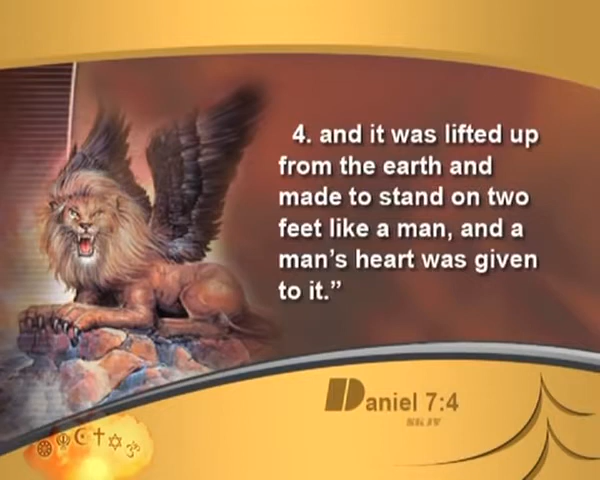 4. and it was lifted up
from the earth and
made to stand on two
feet like a man, and a
man’s heart was given
to it.”
Daniel 7:4
NKJV